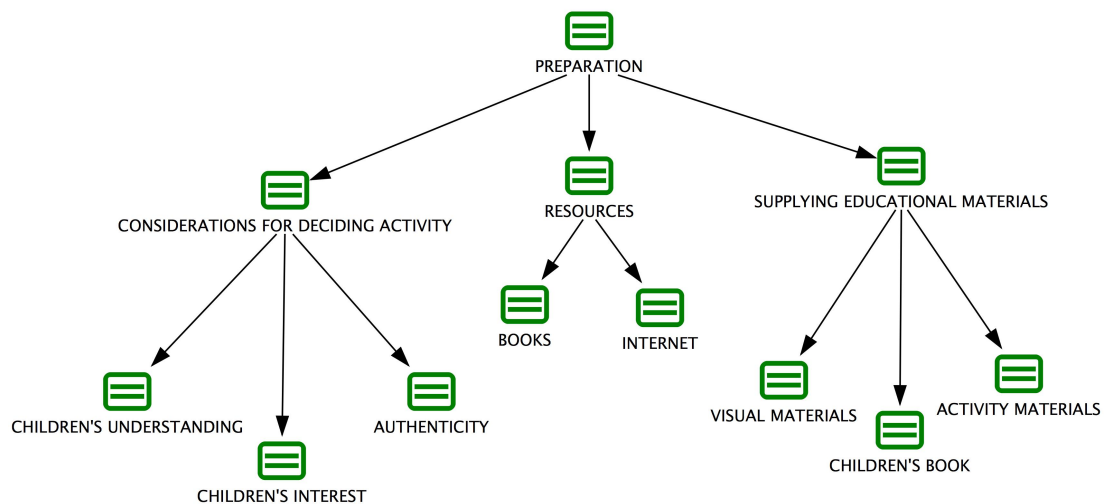 PREPARATION
CONSIDERATIONS FOR DECIDING ACTIVITY
RESOURCES
SUPPLYING EDUCATIONAL MATERIALS
CHILDREN'S UNDERSTANDING
CHILDREN'S INTEREST
AUTHENTICITY
BOOKS
INTERNET
VISUAL MATERIALS
CHILDREN'S BOOK
ACTIVITY MATERIALS